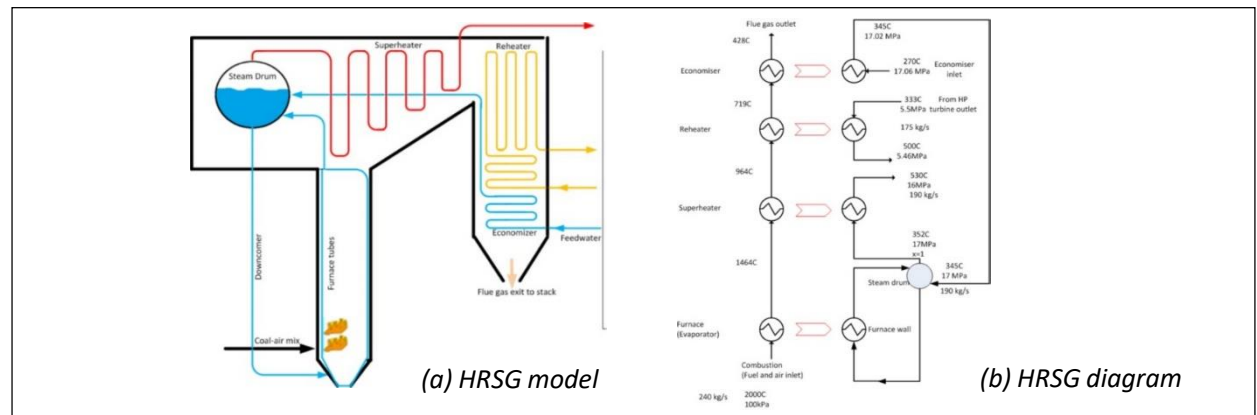 Superheater
Reheater
Steam Drum
Downcomer
Furnace tubes
Economizer
Feedwater
Flue gas exit to stack
Coal-air mix
(a) HRSG model
Flue gas outlet
428C
345C
17.02 MPa
Economiser
270C
17.06 MPa
Economiser
inlet
719C
333C
5.5MPa
From HP
turbine outlet
Reheater
175 kg/s
500C
5.46MPa
964C
530C
16MPa
190 kg/s
Superheater
352C
17MPa
x=1
1464C
345C
17 MPa
Steam drum
190 kg/s
Furnace
(Evaporator)
Furnace wall
Combustion
(Fuel and air inlet)
240 kg/s
2000C
100kPa
(b) HRSG diagram